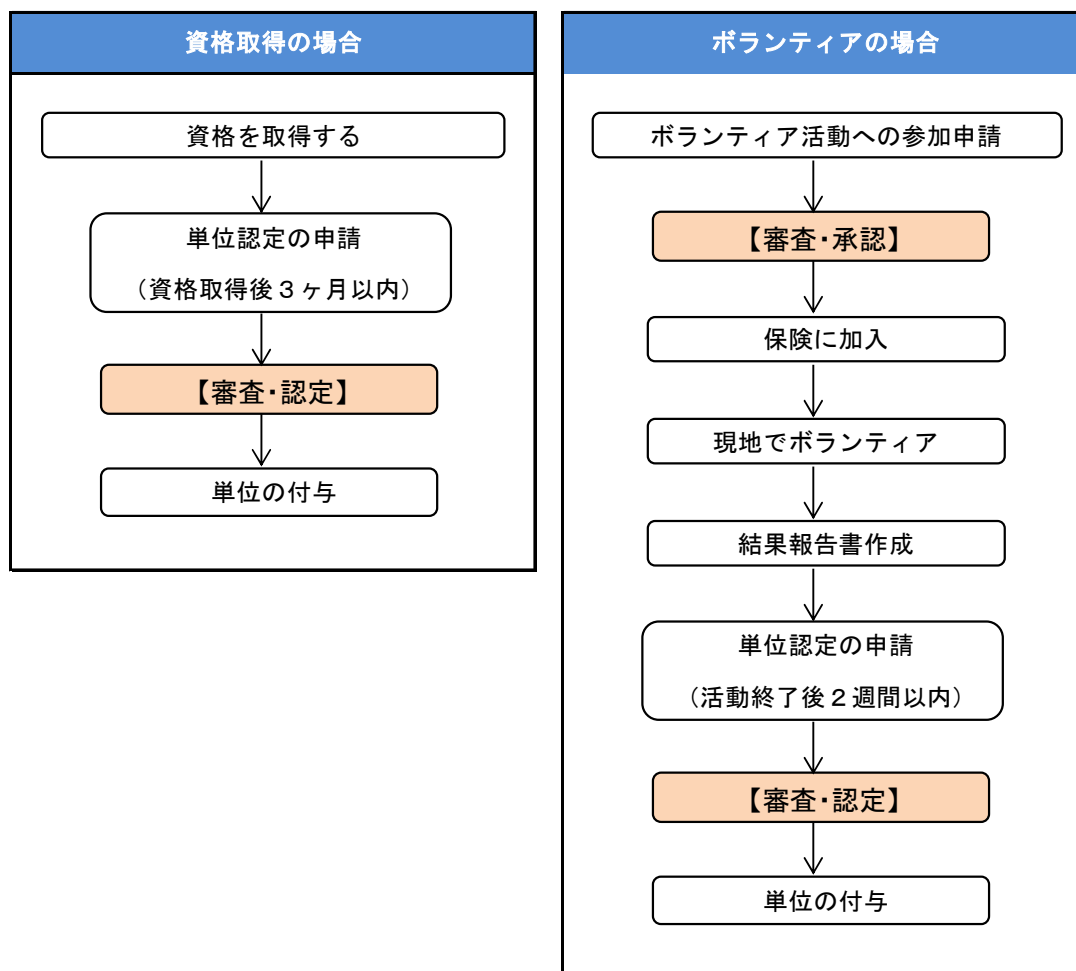 資格取得の場合
資格を取得する
単位認定の申請
（資格取得後３ヶ月以内）
【審査・認定】
単位の付与
ボランティアの場合
ボランティア活動への参加申請
【審査・承認】
保険に加入
現地でボランティア
結果報告書作成
単位認定の申請
（活動終了後２週間以内）
【審査・認定】
単位の付与